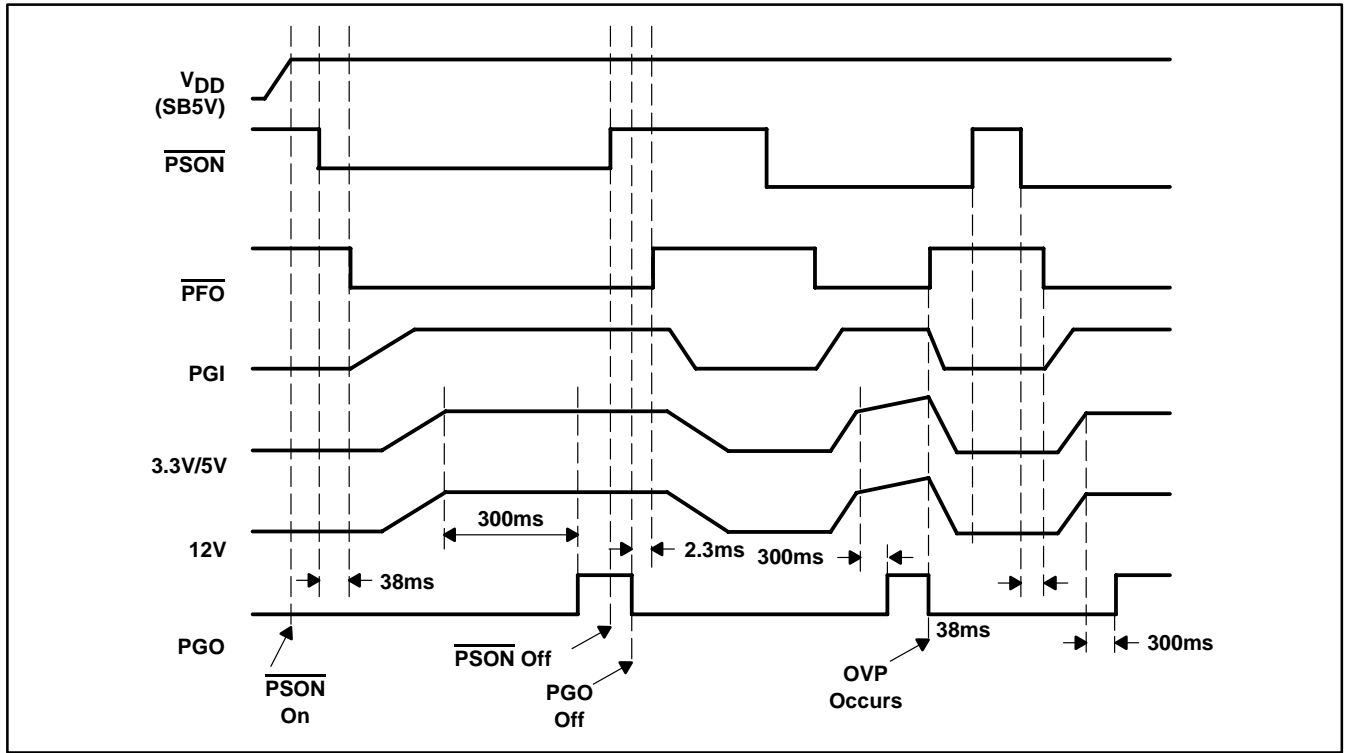 VDD
(SB5V)
PSON
PFO
PGI
3.3V/5V
12V
300ms
2.3ms
300ms
38ms
PGO
38ms
300ms
PSON Off
PSON
On
PGO
Off
OVP
Occurs